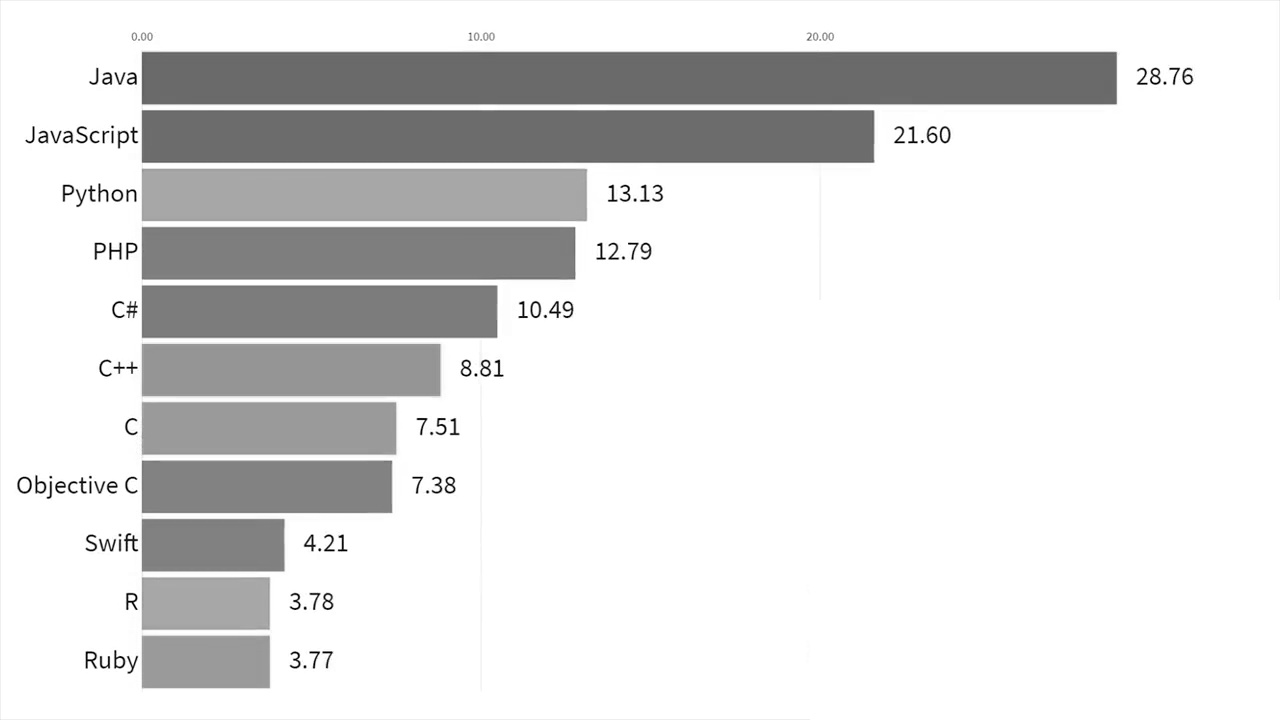 0.00 10.00 20.00
Java 28.76
JavaScript 21.60
Python 13.13
PHP 12.79
C# 10.49
C++ 8.81
C 7.51
Objective C 7.38
Swift 4.21
R 3.78
Ruby 3.77